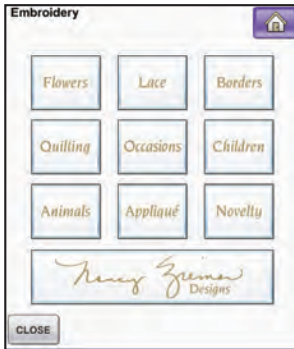 Embroidery
Flowers Lace Borders
Quilling Occasions Children
Animals Appliqué Novelty
Nancy Zieman
Designs
CLOSE